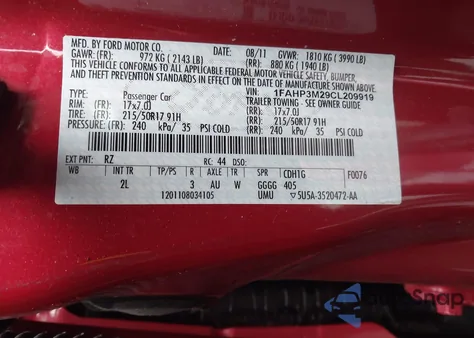 MFD. BY FORD MOTOR CO.
DATE: 08/11 GVWR: 1810 KG (3990 LB)
GAWR: (FR): 972 KG (2143 LB) (RR): 880 KG (1940 LB)
THIS VEHICLE CONFORMS TO ALL APPLICABLE FEDERAL MOTOR VEHICLE SAFETY, BUMPER,
AND THEFT PREVENTION STANDARDS IN EFFECT ON THE DATE OF MANUFACTURE SHOWN ABOVE.
VIN: 1FAHP3M29CL209919
TYPE: Passenger Car TRAILER TOWING - SEE OWNER GUIDE
RIM: (FR): 17x7.0J (RR): 17x7.0J
TIRE: (FR): 215/50R17 91H (RR): 215/50R17 91H
(FR): 240 kPa/ 35 PSI COLD (RR): 240 kPa/ 35 PSI COLD
EXT PNT: RZ RC: 44 DSO:
WB INT TR TP/PS R AXLE TR SPR CDH1G F0076
2L 3 AU W GGGG 405
1201108034105 UMU 5U5A-3520472-AA
AutoSnap